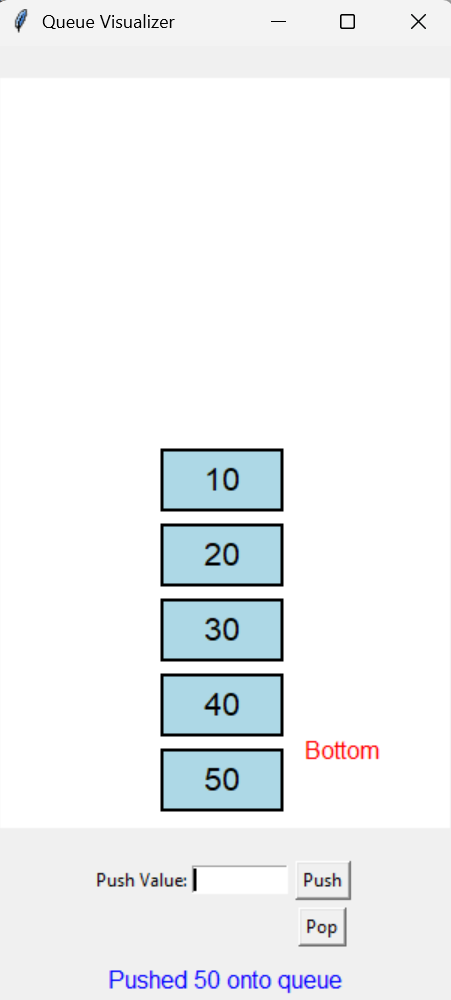 Queue Visualizer
10
20
30
40
Bottom
50
Push Value:
Push
Pop
Pushed 50 onto queue